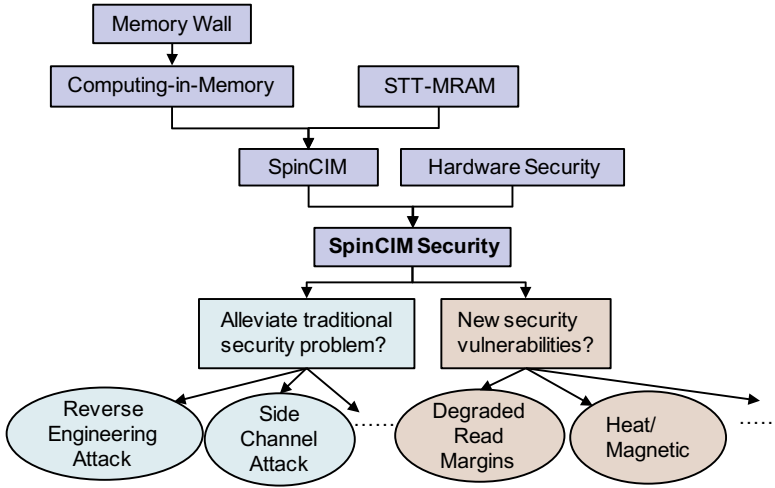 Memory Wall
Computing-in-Memory
STT-MRAM
SpinCIM
Hardware Security
SpinCIM Security
Alleviate traditional
security problem?
New security
vulnerabilities?
Reverse
Engineering
Attack
Side
Channel
Attack
......
Degraded
Read
Margins
Heat/
Magnetic
.....